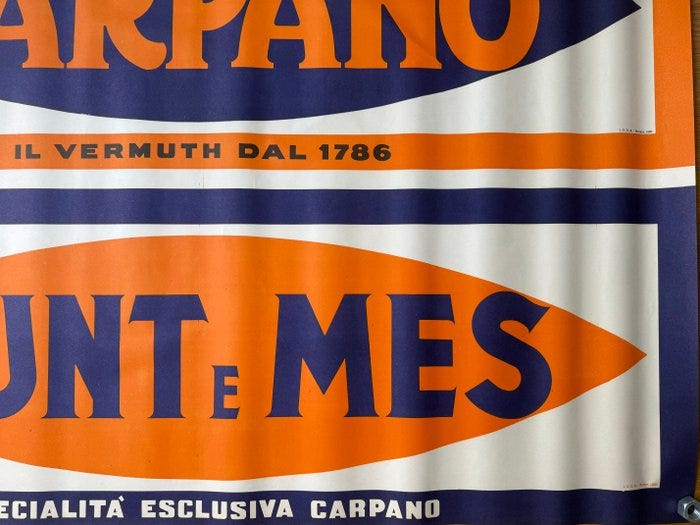 ARPANO
IL VERMUTH DAL 1786
UNT E MES
ECIALITÀ ESCLUSIVA CARPANO